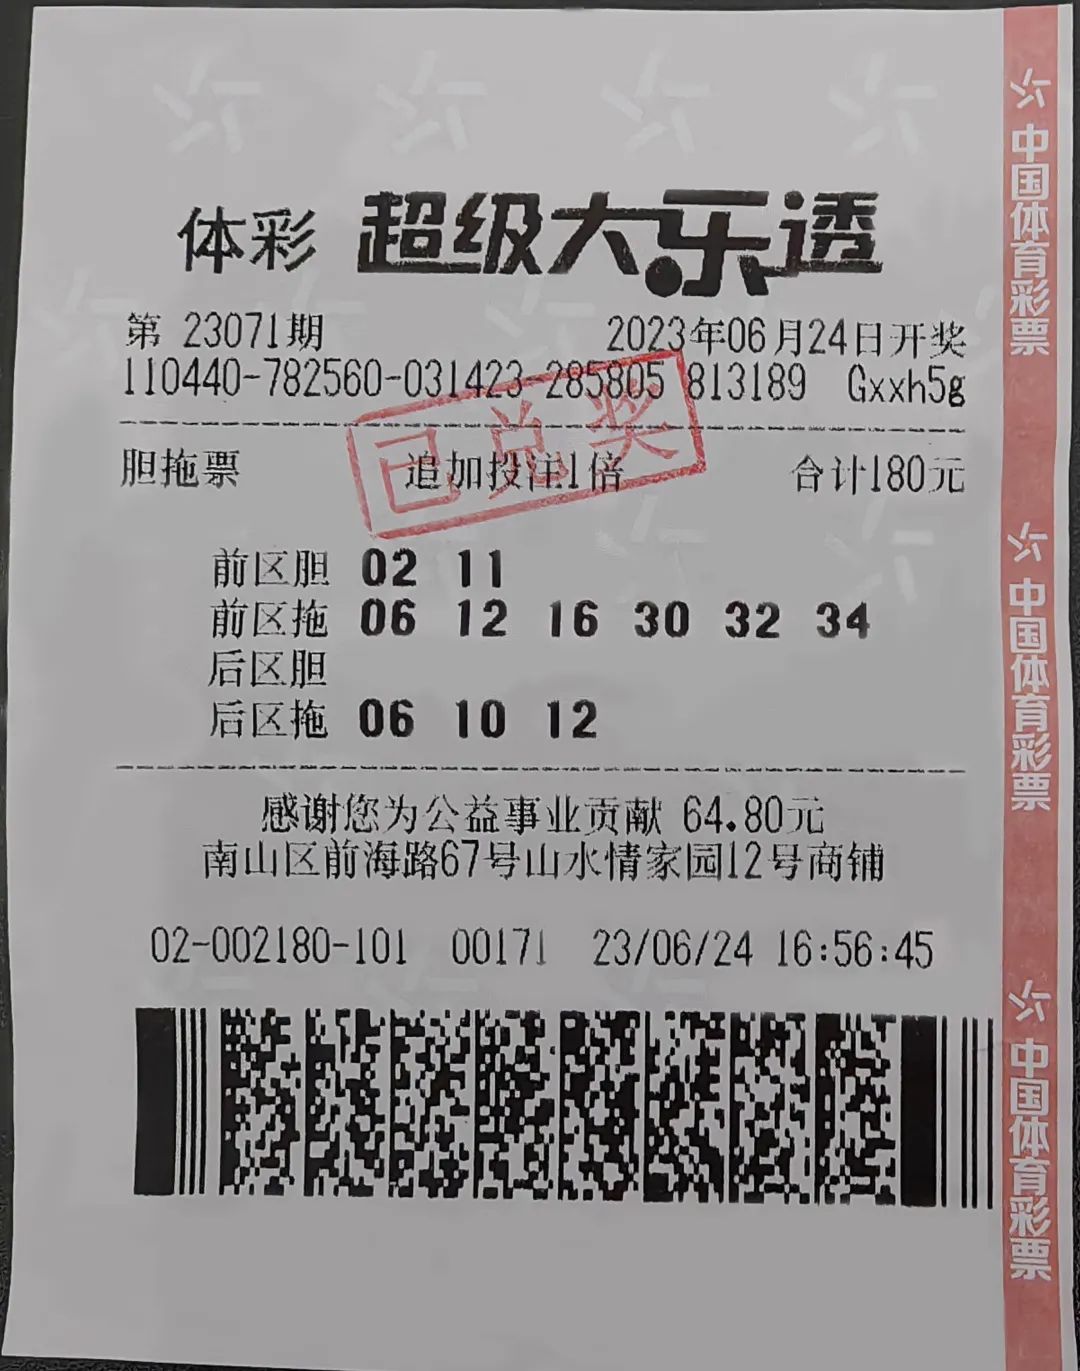 体彩 超级大乐透
第 23071期 2023年06月24日开奖
110440-782560-031423-285805 813189 Gxxh5g
已兑奖
胆拖票 追加投注1倍 合计180元
前区胆 02 11
前区拖 06 12 16 30 32 34
后区胆
后区拖 06 10 12
感谢您为公益事业贡献 64.80元
南山区前海路67号山水情家园12号商铺
02-002180-101 00171 23/06/24 16:56:45
中国体育彩票
中国体育彩票
中国体育彩票